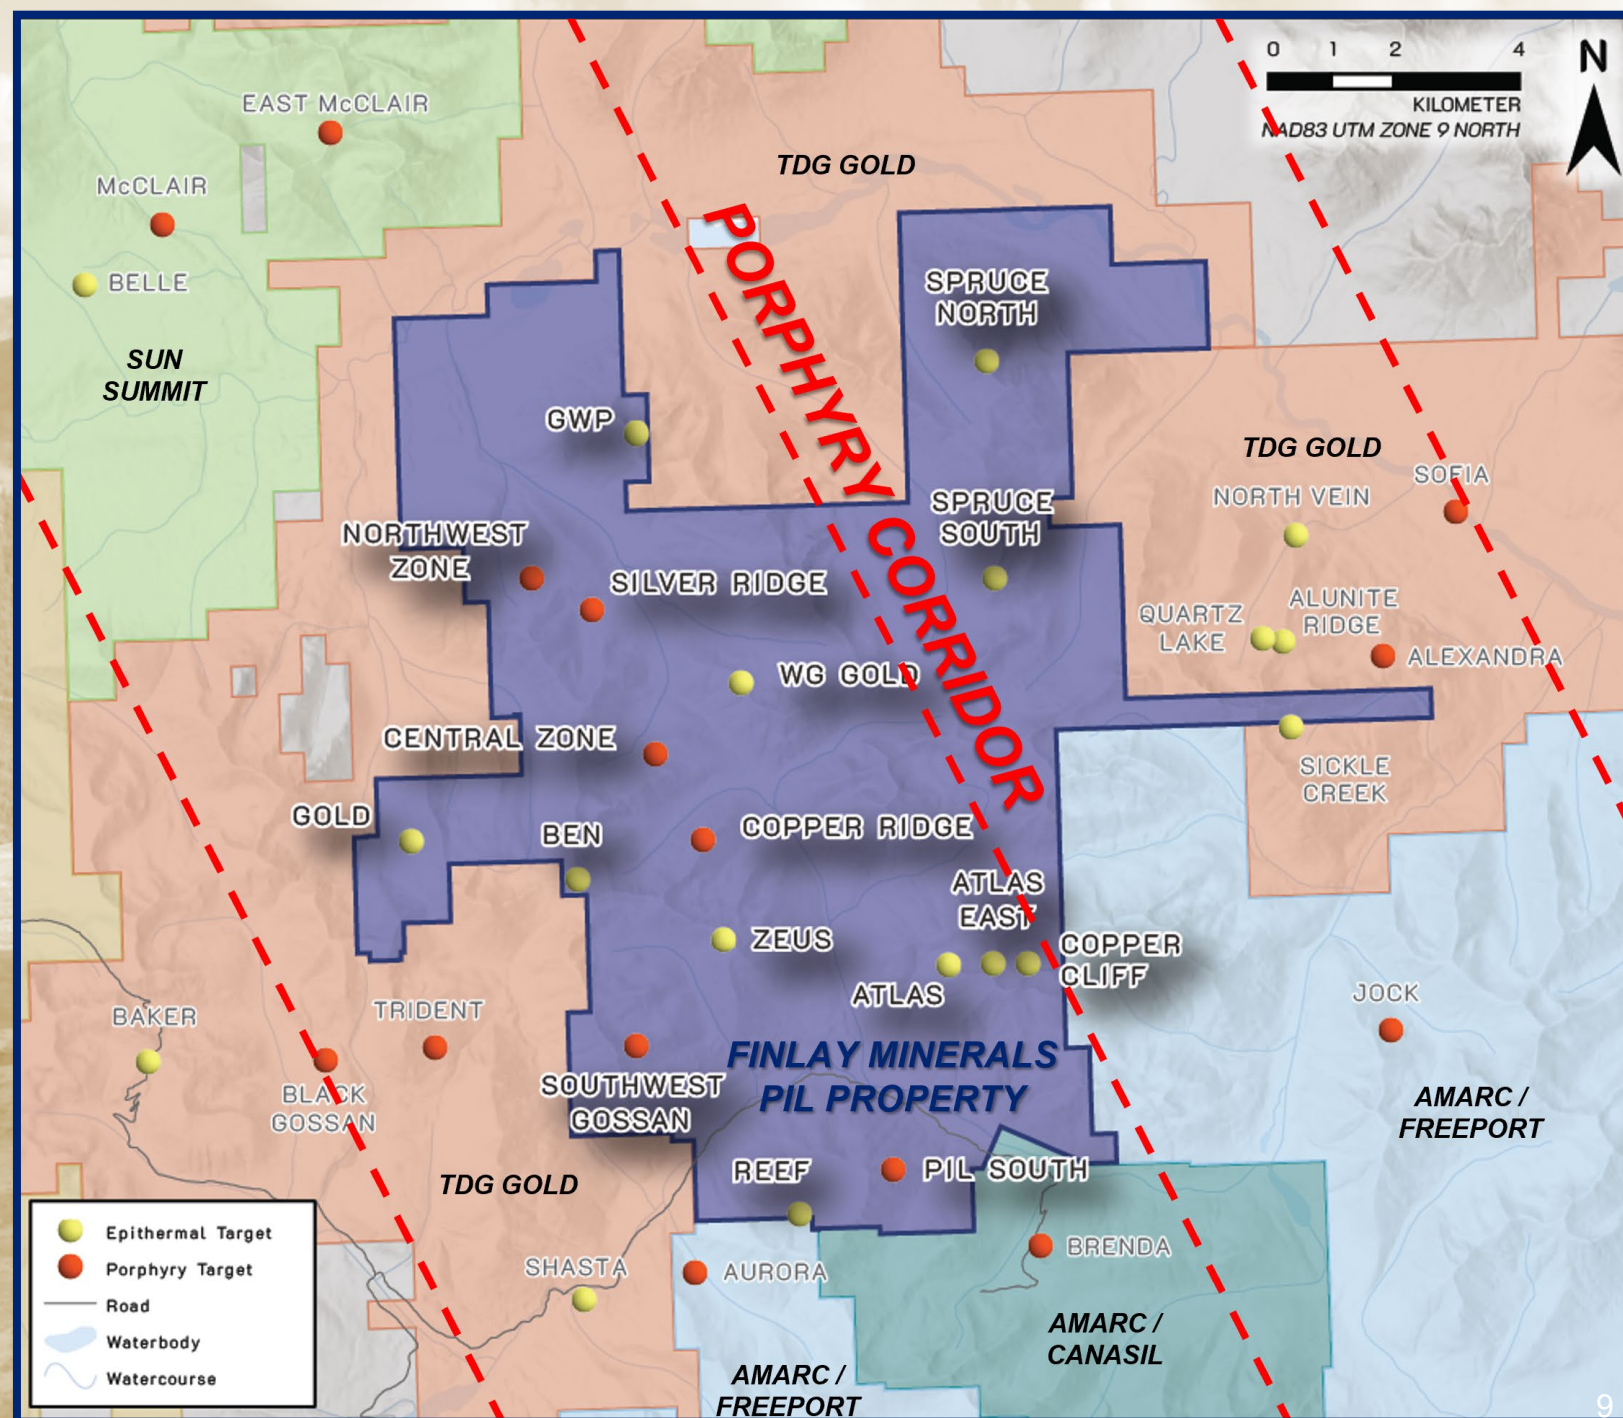 0 1 2 4
N
KILOMETER
NAD83 UTM ZONE 9 NORTH
EAST McCLAIR
McCLAIR
BELLE
SUN
SUMMIT
TDG GOLD
PORPHYRY CORRIDOR
SPRUCE
NORTH
GWP
TDG GOLD
SOFIA
NORTH VEIN
SPRUCE
SOUTH
NORTHWEST
ZONE
SILVER RIDGE
QUARTZ
LAKE
ALUNITE
RIDGE
ALEXANDRA
WG GOLD
CENTRAL ZONE
SICKLE
CREEK
GOLD
BEN
COPPER RIDGE
ATLAS
EAST
ZEUS
COPPER
CLIFF
ATLAS
JOCK
BAKER
TRIDENT
BLACK
GOSSAN
SOUTHWEST
GOSSAN
FINLAY MINERALS
PIL PROPERTY
AMARC /
FREEPORT
TDG GOLD
REEF
PIL SOUTH
BRENDA
SHASTA
AURORA
AMARC /
CANASIL
AMARC /
FREEPORT
Epithermal Target
Porphyry Target
Road
Waterbody
Watercourse
9